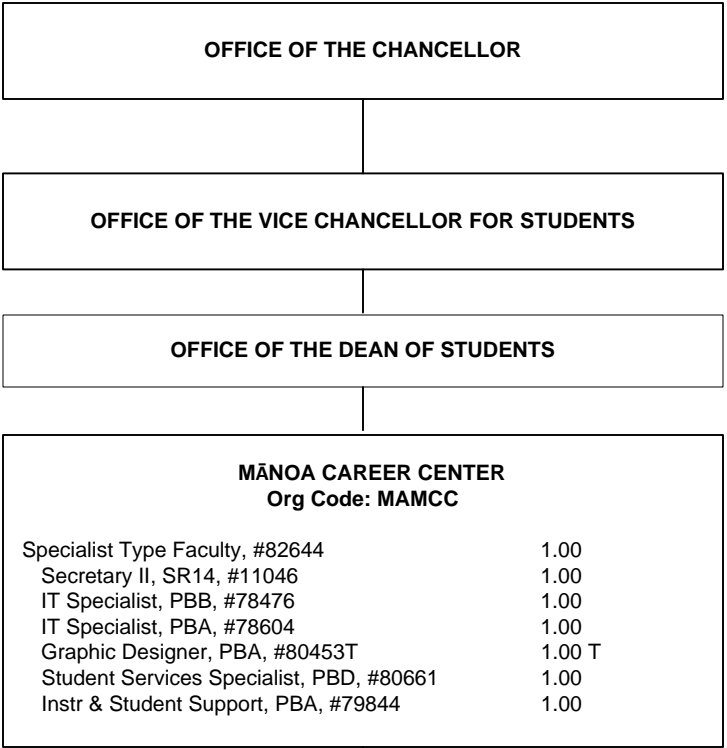 OFFICE OF THE CHANCELLOR
OFFICE OF THE VICE CHANCELLOR FOR STUDENTS
OFFICE OF THE DEAN OF STUDENTS
MĀNOA CAREER CENTER
Org Code: MAMCC
Specialist Type Faculty, #82644 1.00
Secretary II, SR14, #11046 1.00
IT Specialist, PBB, #78476 1.00
IT Specialist, PBA, #78604 1.00
Graphic Designer, PBA, #80453T 1.00 T
Student Services Specialist, PBD, #80661 1.00
Instr & Student Support, PBA, #79844 1.00